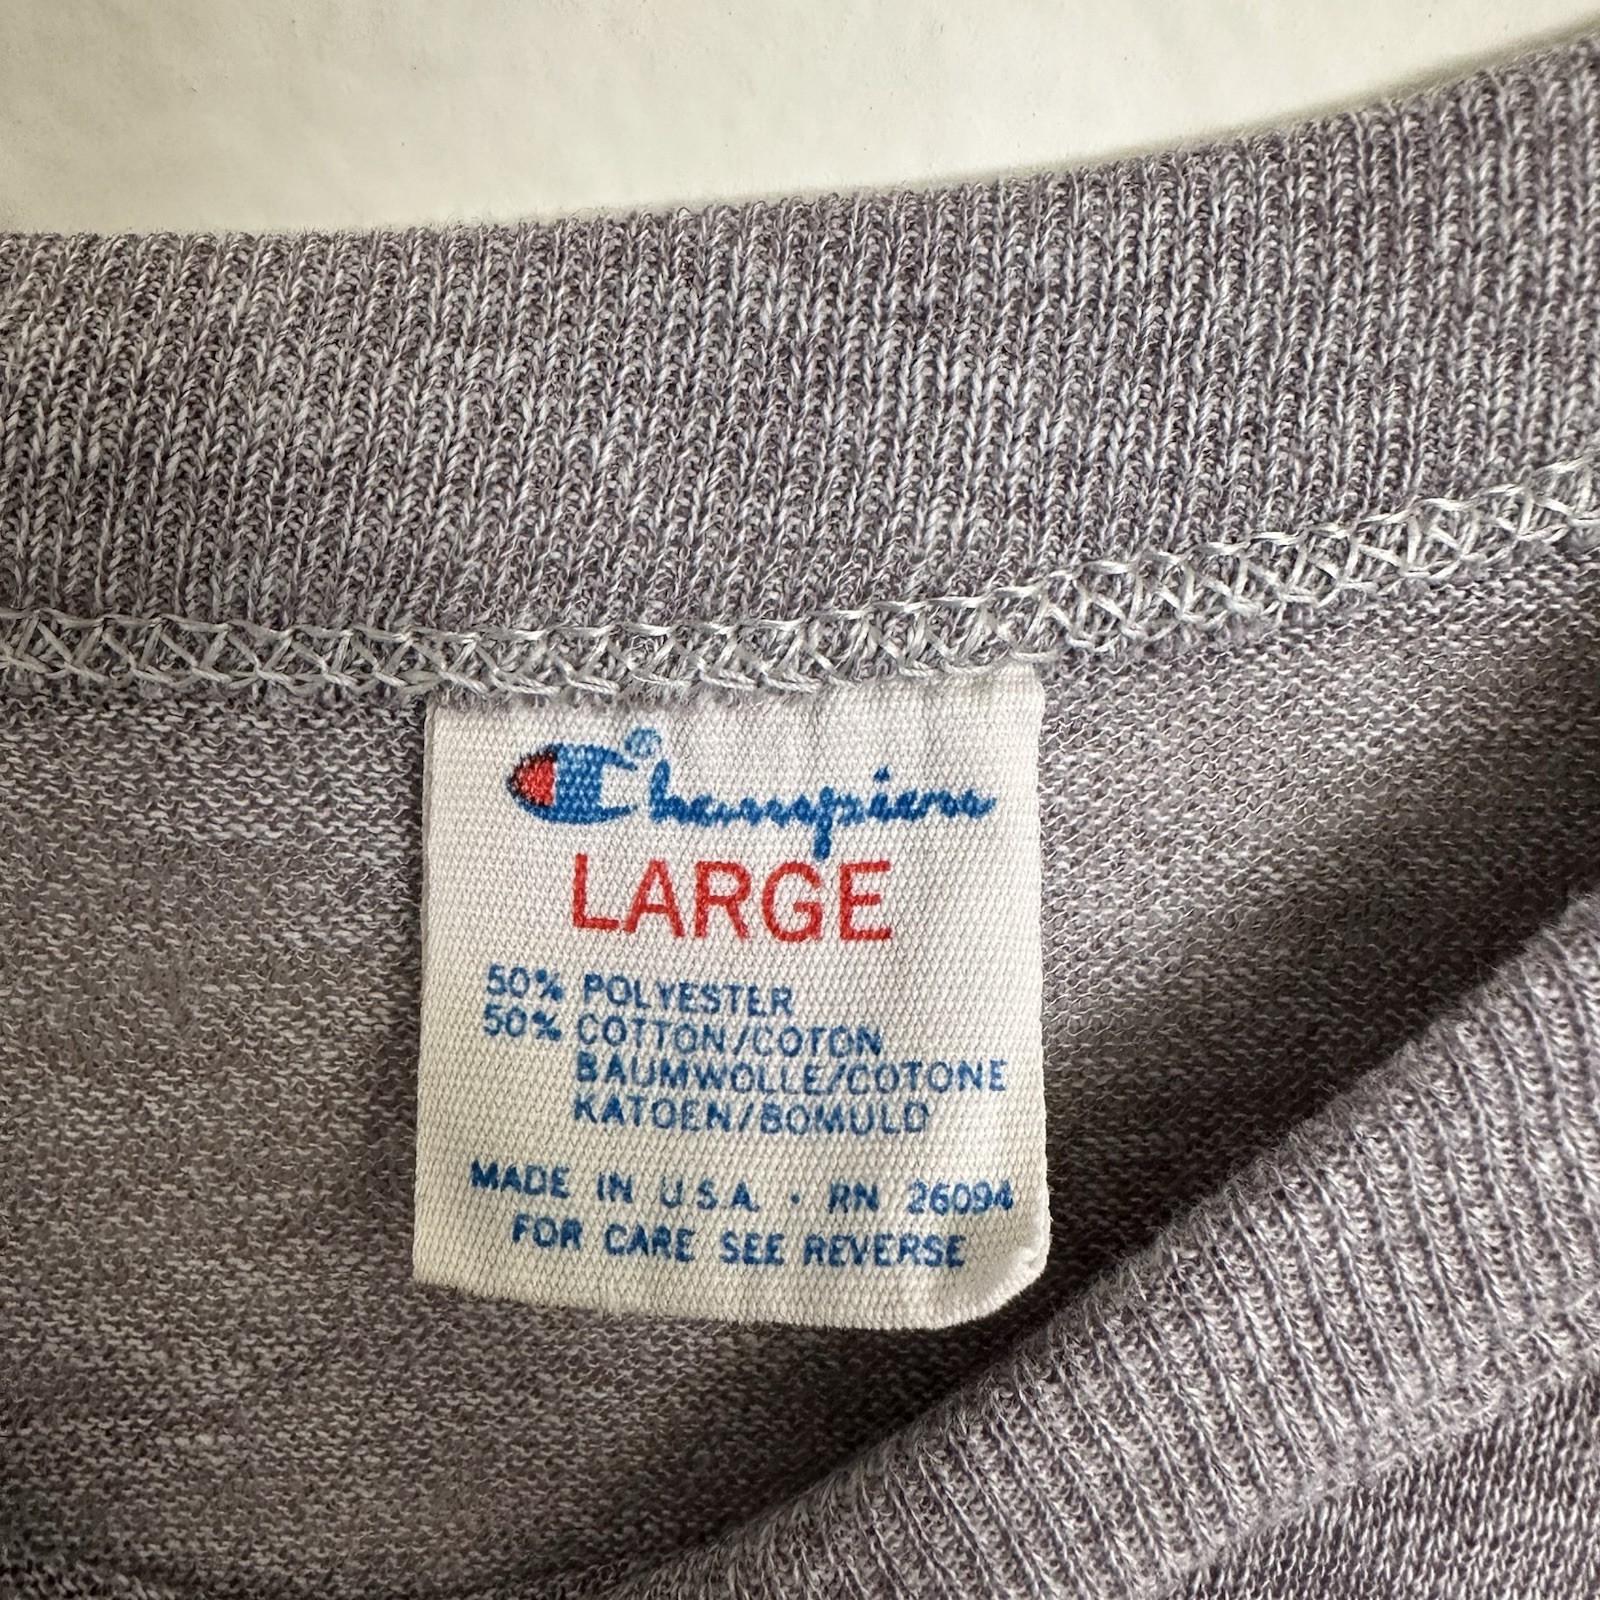 Champion®
LARGE
50% POLYESTER
50% COTTON/COTON
BAUMWOLLE/COTONE
KATOEN/BOMULD
MADE IN U.S.A. · RN 26094
FOR CARE SEE REVERSE